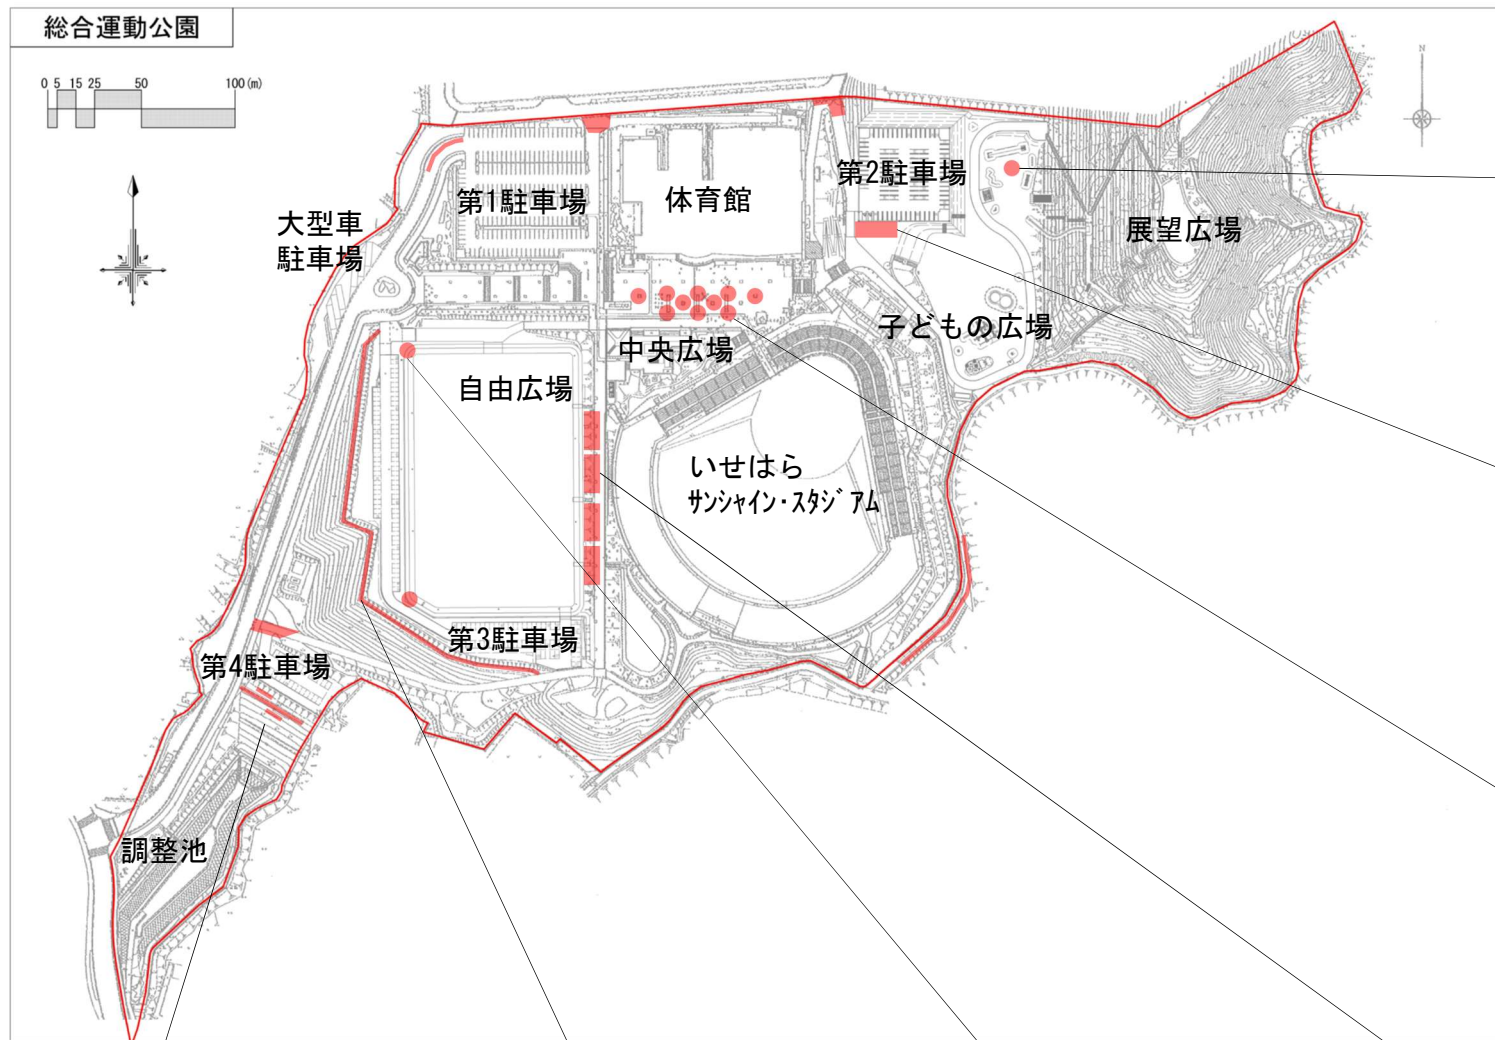 総合運動公園
0 5 15 25 50 100(m)
N
第1駐車場
体育館
第2駐車場
大型車
駐車場
展望広場
子どもの広場
中央広場
自由広場
いせはら
ｻﾝｼｬｲﾝ･ｽﾀｼﾞｱﾑ
第3駐車場
第4駐車場
調整池